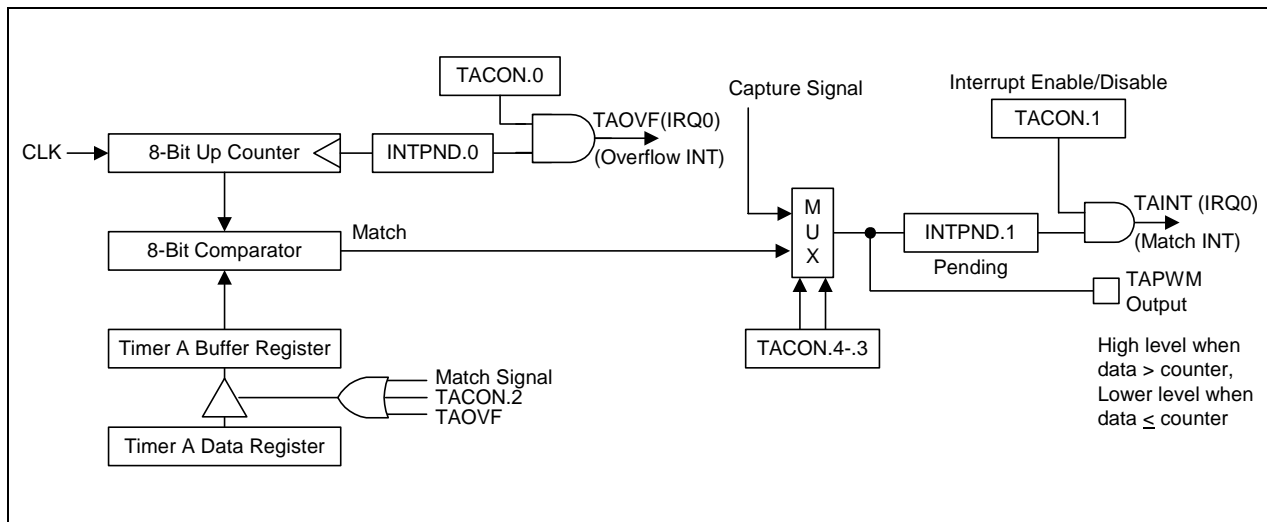 TACON.0
Capture Signal
Interrupt Enable/Disable
TACON.1
TAOVF(IRQ0)
(Overflow INT)
CLK
8-Bit Up Counter
INTPND.0
M
U
X
TAINT (IRQ0)
(Match INT)
8-Bit Comparator
Match
INTPND.1
Pending
TAPWM
Output
Timer A Buffer Register
TACON.4-.3
High level when
data > counter,
Lower level when
data ≤ counter
Match Signal
TACON.2
TAOVF
Timer A Data Register